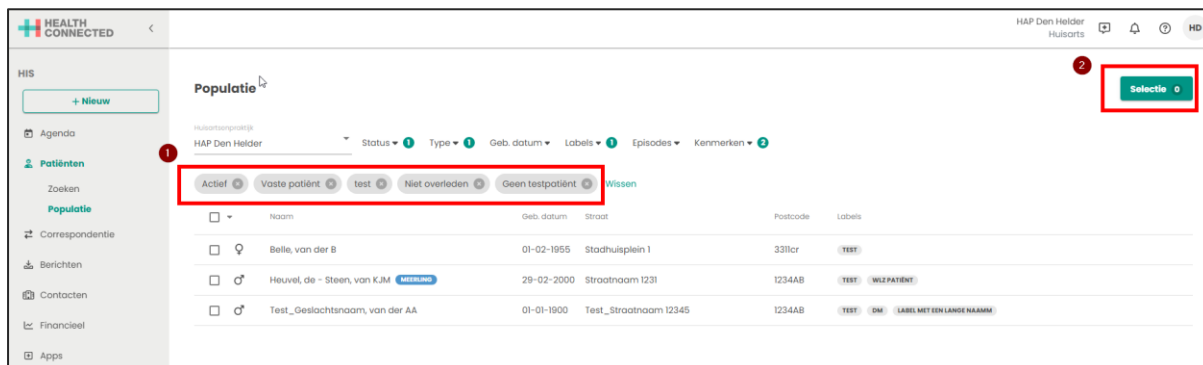 HEALTH
CONNECTED
HAP Den Helder
Huisarts
HD
HIS
+ Nieuw
Agenda
Patiënten
Zoeken
Populatie
Correspondentie
Berichten
Contacten
Financieel
Apps
Populatie
2
Selectie 0
Huisartsenpraktijk
HAP Den Helder
Status 1 Type 1 Geb. datum Labels 1 Episodes Kenmerken 2
1
Actief Vaste patiënt test Niet overleden Geen testpatiënt Wissen
Naam Geb. datum Straat Postcode Labels
Belle, van der B 01-02-1955 Stadhuisplein 1 3311cr TEST
Heuvel, de - Steen, van KJM MEERLING 29-02-2000 Straatnaam 1231 1234AB TEST WLZ PATIËNT
Test_Geslachtsnaam, van der AA 01-01-1900 Test_Straatnaam 12345 1234AB TEST DM LABEL MET EEN LANGE NAAMM